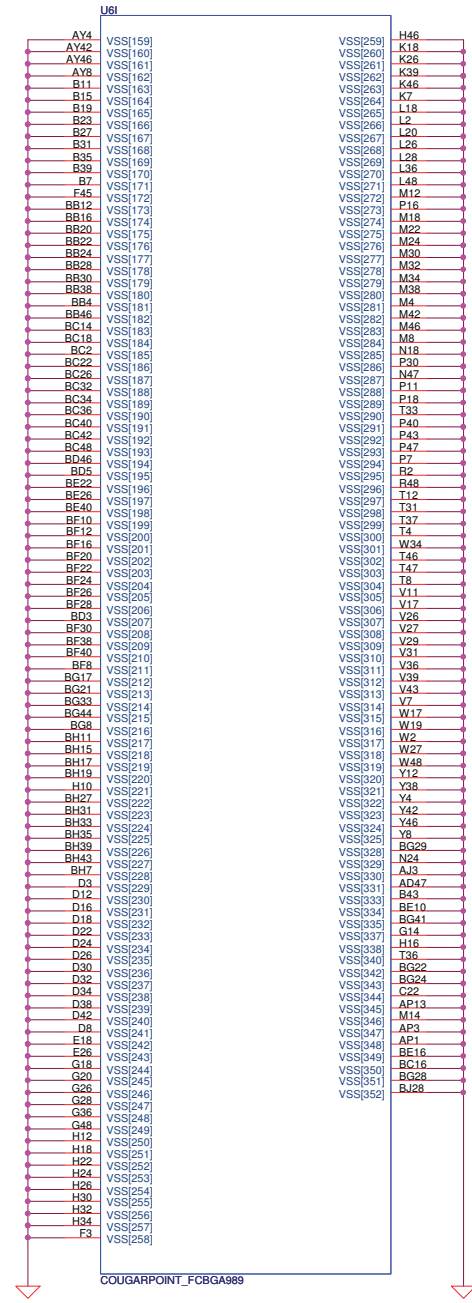 U6I
AY4 VSS[159] VSS[259] H46
AY42 VSS[160] VSS[260] K18
AY46 VSS[161] VSS[261] K26
AY8 VSS[162] VSS[262] K39
B11 VSS[163] VSS[263] K46
B15 VSS[164] VSS[264] K7
B19 VSS[165] VSS[265] L18
B23 VSS[166] VSS[266] L2
B27 VSS[167] VSS[267] L20
B31 VSS[168] VSS[268] L26
B35 VSS[169] VSS[269] L28
B39 VSS[170] VSS[270] L36
B7 VSS[171] VSS[271] L48
F45 VSS[172] VSS[272] M12
BB12 VSS[173] VSS[273] P16
BB16 VSS[174] VSS[274] M18
BB20 VSS[175] VSS[275] M22
BB22 VSS[176] VSS[276] M24
BB24 VSS[177] VSS[277] M30
BB28 VSS[178] VSS[278] M32
BB30 VSS[179] VSS[279] M34
BB38 VSS[180] VSS[280] M38
BB4 VSS[181] VSS[281] M4
BB46 VSS[182] VSS[282] M42
BC14 VSS[183] VSS[283] M46
BC18 VSS[184] VSS[284] M8
BC2 VSS[185] VSS[285] N18
BC22 VSS[186] VSS[286] P30
BC26 VSS[187] VSS[287] N47
BC32 VSS[188] VSS[288] P11
BC34 VSS[189] VSS[289] P18
BC36 VSS[190] VSS[290] T33
BC40 VSS[191] VSS[291] P40
BC42 VSS[192] VSS[292] P43
BC48 VSS[193] VSS[293] P47
BD46 VSS[194] VSS[294] P7
BD5 VSS[195] VSS[295] R2
BE22 VSS[196] VSS[296] R48
BE26 VSS[197] VSS[297] T12
BE40 VSS[198] VSS[298] T31
BF10 VSS[199] VSS[299] T37
BF12 VSS[200] VSS[300] T4
BF16 VSS[201] VSS[301] W34
BF20 VSS[202] VSS[302] T46
BF22 VSS[203] VSS[303] T47
BF24 VSS[204] VSS[304] T8
BF26 VSS[205] VSS[305] V11
BF28 VSS[206] VSS[306] V17
BD3 VSS[207] VSS[307] V26
BF30 VSS[208] VSS[308] V27
BF38 VSS[209] VSS[309] V29
BF40 VSS[210] VSS[310] V31
BF8 VSS[211] VSS[311] V36
BG17 VSS[212] VSS[312] V39
BG21 VSS[213] VSS[313] V43
BG33 VSS[214] VSS[314] V7
BG44 VSS[215] VSS[315] W17
BG8 VSS[216] VSS[316] W19
BH11 VSS[217] VSS[317] W2
BH15 VSS[218] VSS[318] W27
BH17 VSS[219] VSS[319] W48
BH19 VSS[220] VSS[320] Y12
H10 VSS[221] VSS[321] Y38
BH27 VSS[222] VSS[322] Y4
BH31 VSS[223] VSS[323] Y42
BH33 VSS[224] VSS[324] Y46
BH35 VSS[225] VSS[325] Y8
BH39 VSS[226] VSS[328] BG29
BH43 VSS[227] VSS[329] N24
BH7 VSS[228] VSS[330] AJ3
D3 VSS[229] VSS[331] AD47
D12 VSS[230] VSS[333] B43
D16 VSS[231] VSS[334] BE10
D18 VSS[232] VSS[335] BG41
D22 VSS[233] VSS[337] G14
D24 VSS[234] VSS[338] H16
D26 VSS[235] VSS[340] T36
D30 VSS[236] VSS[342] BG22
D32 VSS[237] VSS[343] BG24
D34 VSS[238] VSS[344] C22
D38 VSS[239] VSS[345] AP13
D42 VSS[240] VSS[346] M14
D8 VSS[241] VSS[347] AP3
E18 VSS[242] VSS[348] AP1
E26 VSS[243] VSS[349] BE16
G18 VSS[244] VSS[350] BC16
G20 VSS[245] VSS[351] BG28
G26 VSS[246] VSS[352] BJ28
G28 VSS[247]
G36 VSS[248]
G48 VSS[249]
H12 VSS[250]
H18 VSS[251]
H22 VSS[252]
H24 VSS[253]
H26 VSS[254]
H30 VSS[255]
H32 VSS[256]
H34 VSS[257]
F3 VSS[258]
COUGARPOINT_FCBGA989